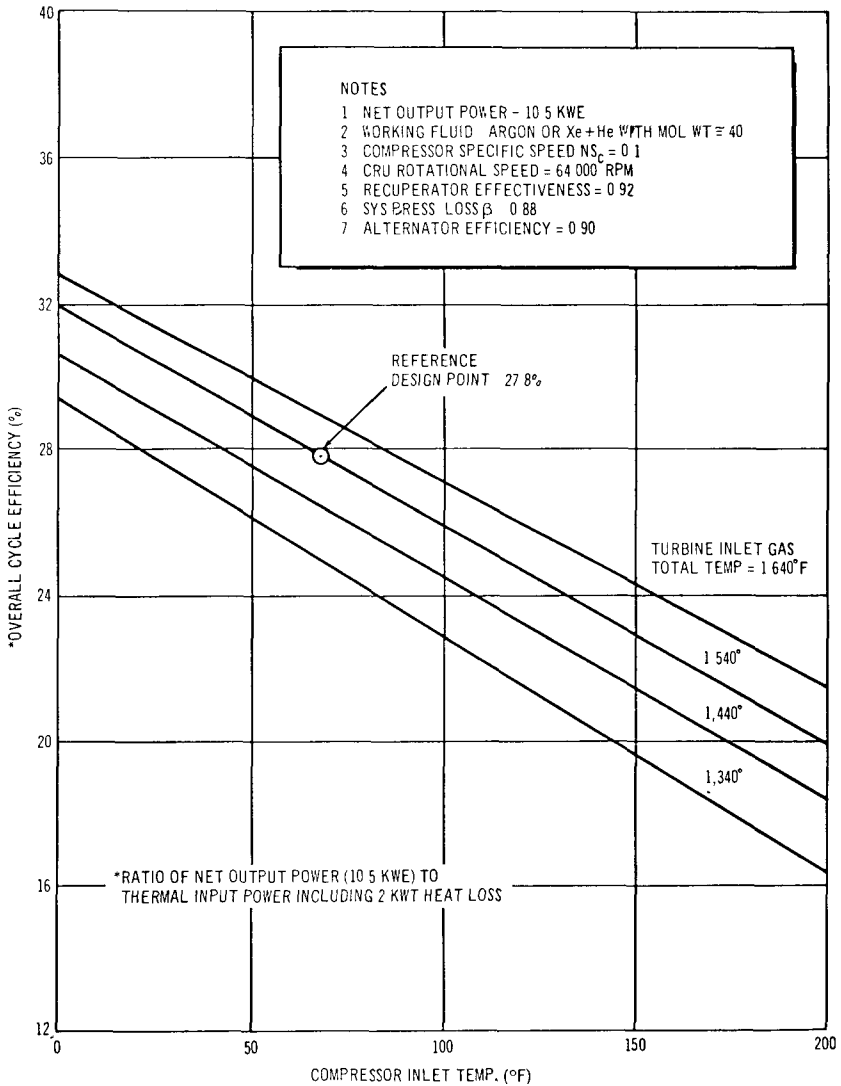 40
36
32
28
24
20
16
12
*OVERALL CYCLE EFFICIENCY (%)
NOTES
1 NET OUTPUT POWER - 10 5 KWE
2 WORKING FLUID ARGON OR Xe+He WITH MOL WT ≅ 40
3 COMPRESSOR SPECIFIC SPEED NSc = 0 1
4 CRU ROTATIONAL SPEED = 64 000 RPM
5 RECUPERATOR EFFECTIVENESS = 0 92
6 SYS PRESS LOSS β 0 88
7 ALTERNATOR EFFICIENCY = 0 90
REFERENCE
DESIGN POINT 27 8%
TURBINE INLET GAS
TOTAL TEMP = 1 640°F
1 540°
1,440°
1,340°
*RATIO OF NET OUTPUT POWER (10 5 KWE) TO
THERMAL INPUT POWER INCLUDING 2 KWT HEAT LOSS
0 50 100 150 200
COMPRESSOR INLET TEMP. (°F)